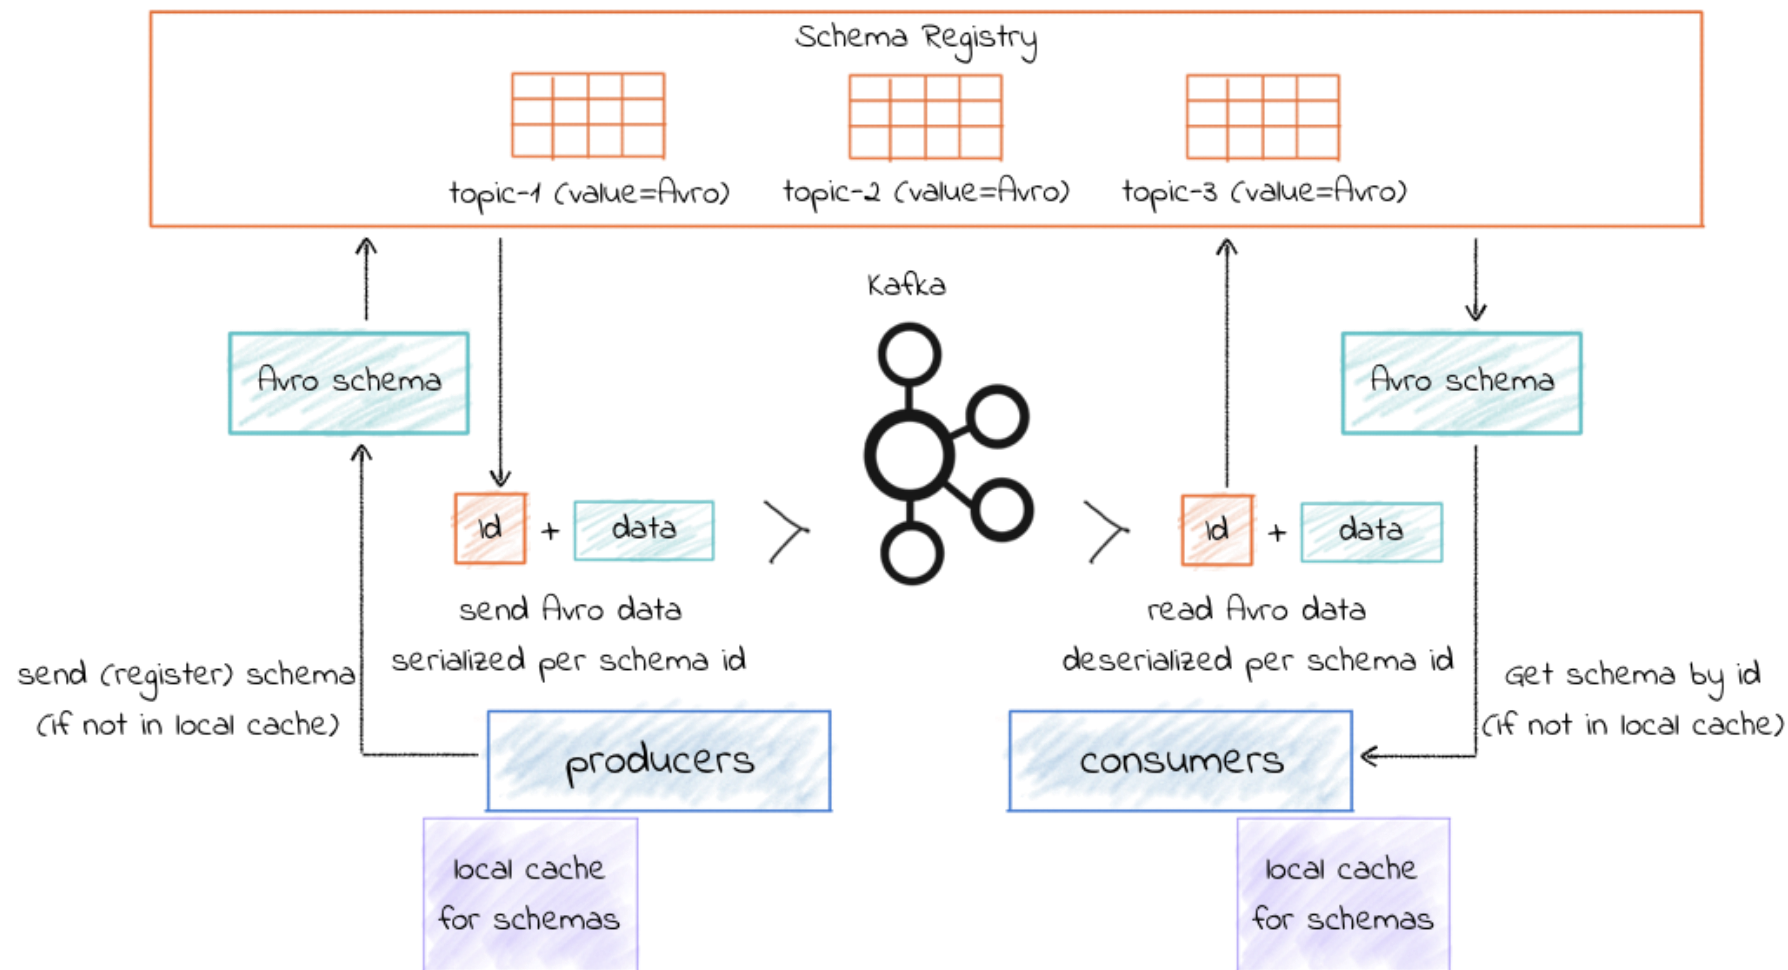 Schema Registry
topic-1 (value=Avro)
topic-2 (value=Avro)
topic-3 (value=Avro)
Kafka
Avro schema
Avro schema
id + data
id + data
send Avro data
serialized per schema id
read Avro data
deserialized per schema id
send (register) schema
(if not in local cache)
Get schema by id
(if not in local cache)
producers
consumers
local cache
for schemas
local cache
for schemas